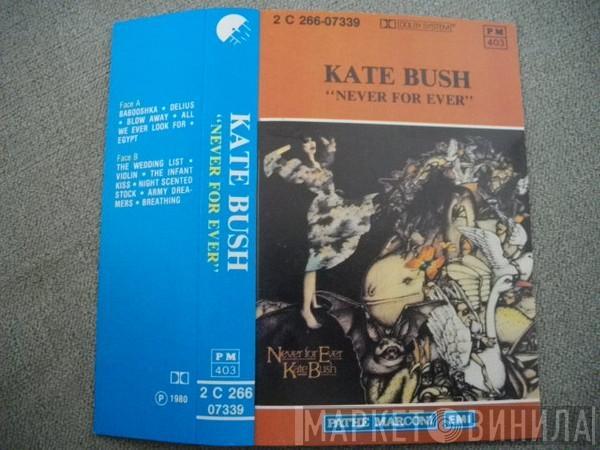 Face A
BABOOSHKA • DELIUS
• BLOW AWAY • ALL
WE EVER LOOK FOR •
EGYPT
Face B
THE WEDDING LIST •
VIOLIN • THE INFANT
KISS • NIGHT SCENTED
STOCK • ARMY DREA-
MERS • BREATHING
℗ 1980
KATE BUSH
"NEVER FOR EVER"
PM
403
2 C 266
07339
2 C 266-07339
DOLBY SYSTEM
PM
403
KATE BUSH
"NEVER FOR EVER"
Never for Ever
Kate Bush
PATHE MARCONI EMI
МАРКЕТ ВИНИЛА